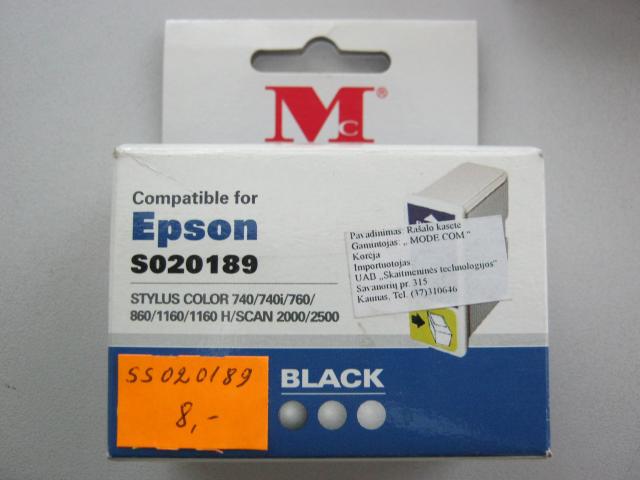 Mc®
Compatible for
Epson
S020189
STYLUS COLOR 740/740i/760/
860/1160/1160 H/SCAN 2000/2500
Pavadinimas: Rašalo kasetė
Gamintojas: „ MODE COM “
Korėja
Importuotojas
UAB „Skaitmeninės technologijos“
Savanorių pr. 315
Kaunas, Tel. (37)310646
BLACK
SS020189
8,-